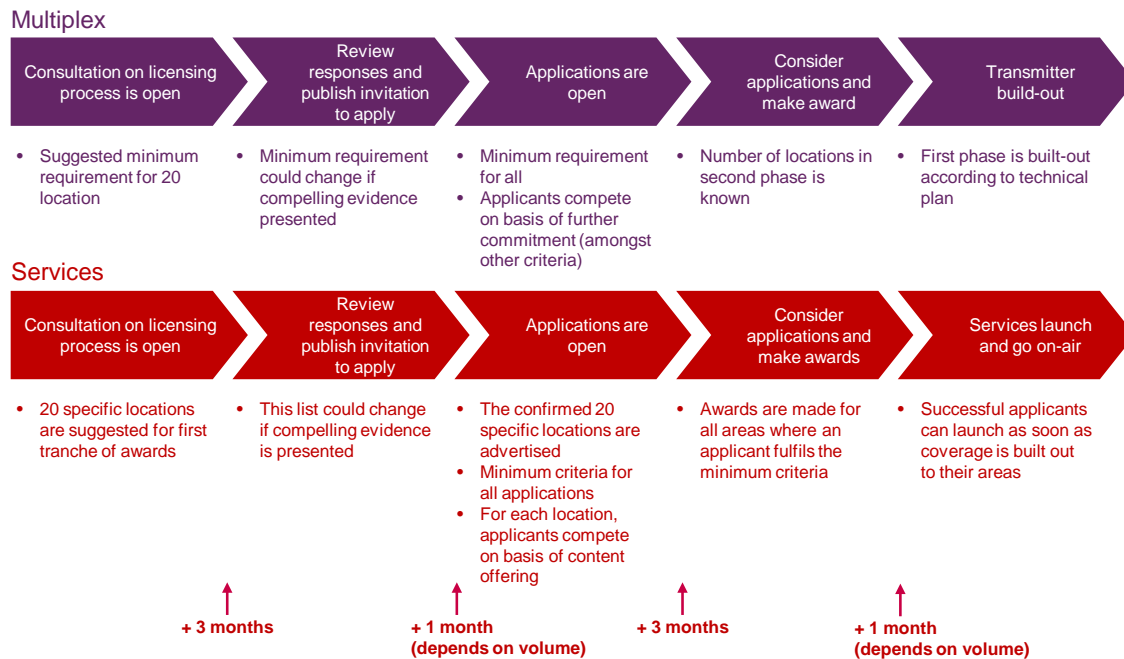 Multiplex
Consultation on licensing
process is open
Review
responses and
publish invitation
to apply
Applications are
open
Consider
applications and
make award
Transmitter
build-out
• Suggested minimum
requirement for 20
location
• Minimum requirement
could change if
compelling evidence
presented
• Minimum requirement
for all
• Applicants compete
on basis of further
commitment (amongst
other criteria)
• Number of locations in
second phase is
known
• First phase is built-out
according to technical
plan
Services
Consultation on licensing
process is open
Review
responses and
publish invitation
to apply
Applications are
open
Consider
applications and
make awards
Services launch
and go on-air
• 20 specific locations
are suggested for first
tranche of awards
• This list could change
if compelling evidence
is presented
• The confirmed 20
specific locations are
advertised
• Minimum criteria for
all applications
• For each location,
applicants compete
on basis of content
offering
• Awards are made for
all areas where an
applicant fulfils the
minimum criteria
• Successful applicants
can launch as soon as
coverage is built out
to their areas
+ 3 months
+ 1 month
(depends on volume)
+ 3 months
+ 1 month
(depends on volume)